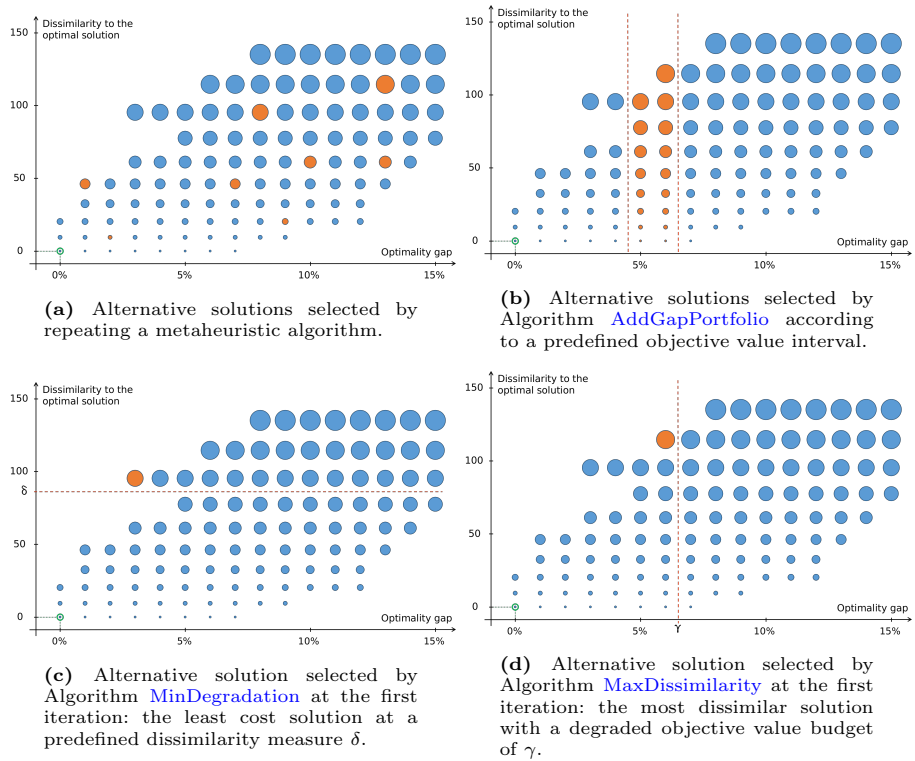 Dissimilarity to the
optimal solution
150
100
50
0
Optimality gap
0%
5%
10%
15%
(a) Alternative solutions selected by
repeating a metaheuristic algorithm.
Dissimilarity to the
optimal solution
150
100
50
0
Optimality gap
0%
5%
10%
15%
(b) Alternative solutions selected by
Algorithm AddGapPortfolio according
to a predefined objective value interval.
Dissimilarity to the
optimal solution
150
100
δ
50
0
Optimality gap
0%
5%
10%
15%
(c) Alternative solution selected by
Algorithm MinDegradation at the first
iteration: the least cost solution at a
predefined dissimilarity measure δ.
Dissimilarity to the
optimal solution
150
100
50
0
Optimality gap
0%
5%
γ
10%
15%
(d) Alternative solution selected by
Algorithm MaxDissimilarity at the first
iteration: the most dissimilar solution
with a degraded objective value budget
of γ.